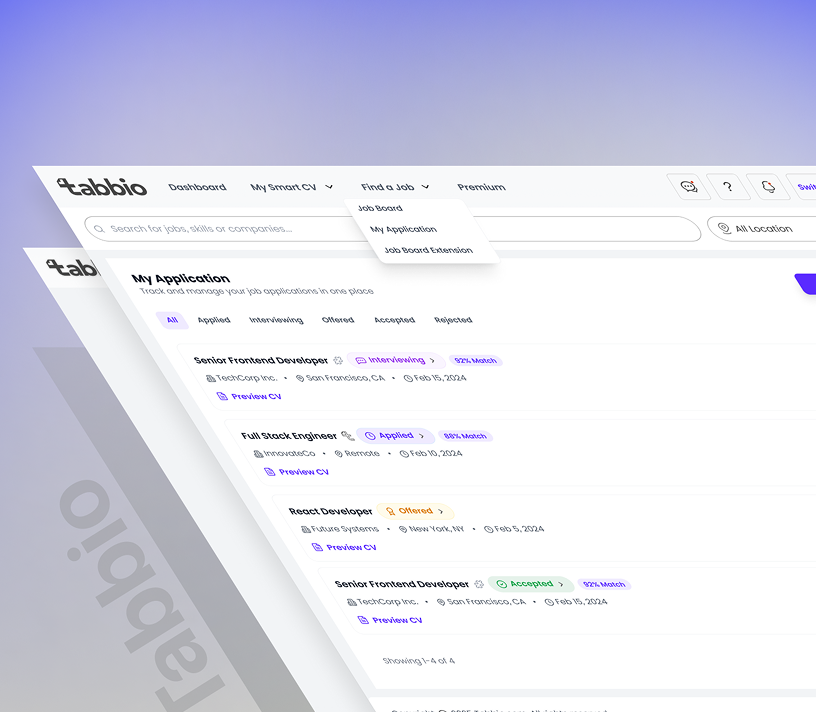 tabbio Dashboard My Smart CV Find a Job Premium ? Swit
Job Board
My Application
Job Board Extension
Search for jobs, skills or companies... All Location
tab
My Application
Track and manage your job applications in one place
All Applied Interviewing Offered Accepted Rejected
Senior Frontend Developer Interviewing 92% Match
TechCorp inc. • San Francisco, CA • Feb 15, 2024
Preview CV
Full Stack Engineer Applied 88% Match
InnovateCo • Remote • Feb 10, 2024
Preview CV
React Developer Offered
Future Systems • New York, NY • Feb 5, 2024
Preview CV
Senior Frontend Developer Accepted 92% Match
TechCorp inc. • San Francisco, CA • Feb 15, 2024
Preview CV
Showing 1-4 of 4
Tabbio